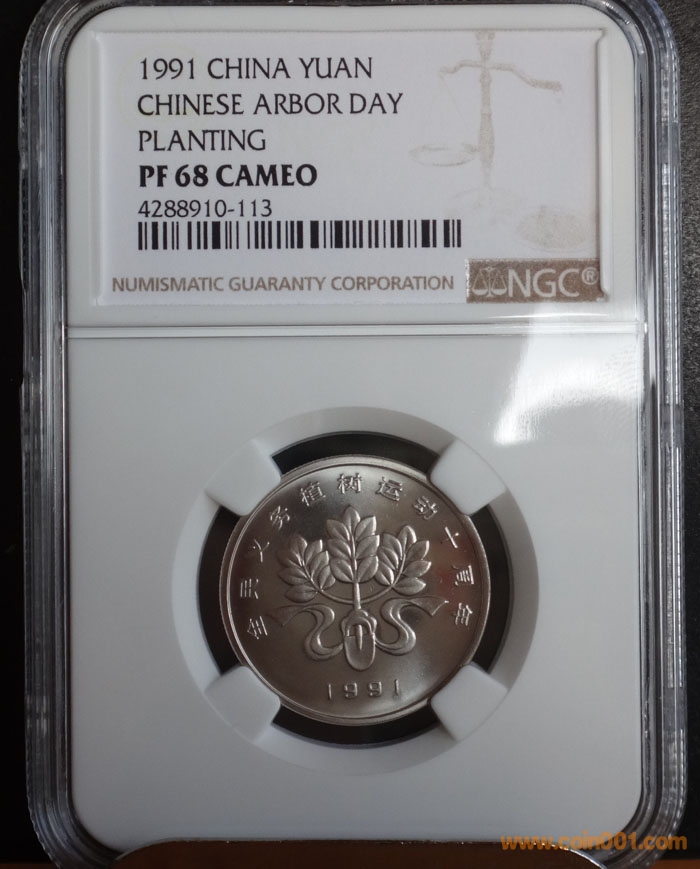 1991 CHINA YUAN
CHINESE ARBOR DAY
PLANTING
PF 68 CAMEO
4288910-113
NUMISMATIC GUARANTY CORPORATION
NGC®
全民义务植树运动十周年
1991
www.coin001.com